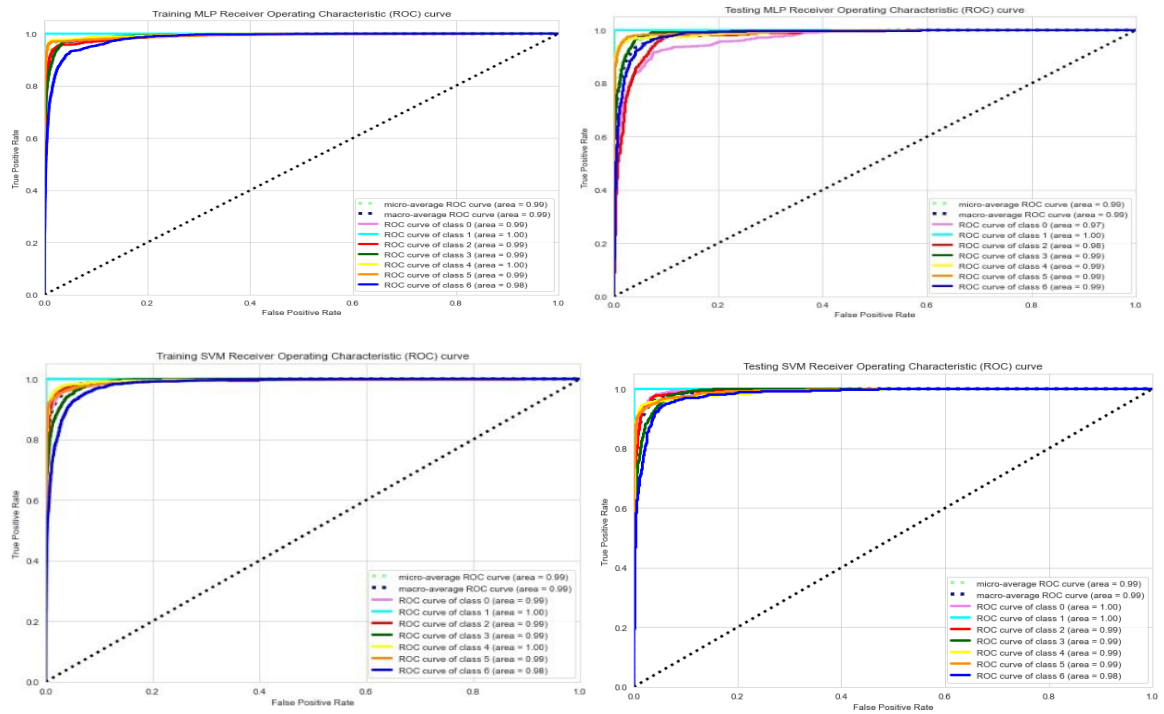 Training MLP Receiver Operating Characteristic (ROC) curve
1.0
0.8
0.6
0.4
0.2
0.0
True Positive Rate
micro-average ROC curve (area = 0.99)
macro-average ROC curve (area = 0.99)
ROC curve of class 0 (area = 0.99)
ROC curve of class 1 (area = 1.00)
ROC curve of class 2 (area = 0.99)
ROC curve of class 3 (area = 0.99)
ROC curve of class 4 (area = 1.00)
ROC curve of class 5 (area = 0.99)
ROC curve of class 6 (area = 0.98)
0.0 0.2 0.4 0.6 0.8 1.0
False Positive Rate
Testing MLP Receiver Operating Characteristic (ROC) curve
1.0
0.8
0.6
0.4
0.2
0.0
True Positive Rate
micro-average ROC curve (area = 0.99)
macro-average ROC curve (area = 0.99)
ROC curve of class 0 (area = 0.97)
ROC curve of class 1 (area = 1.00)
ROC curve of class 2 (area = 0.98)
ROC curve of class 3 (area = 0.99)
ROC curve of class 4 (area = 0.99)
ROC curve of class 5 (area = 0.99)
ROC curve of class 6 (area = 0.99)
0.0 0.2 0.4 0.6 0.8 1.0
False Positive Rate
Training SVM Receiver Operating Characteristic (ROC) curve
1.0
0.8
0.6
0.4
0.2
0.0
True Positive Rate
micro-average ROC curve (area = 0.99)
macro-average ROC curve (area = 0.99)
ROC curve of class 0 (area = 0.99)
ROC curve of class 1 (area = 1.00)
ROC curve of class 2 (area = 0.99)
ROC curve of class 3 (area = 0.99)
ROC curve of class 4 (area = 1.00)
ROC curve of class 5 (area = 0.99)
ROC curve of class 6 (area = 0.98)
0.0 0.2 0.4 0.6 0.8 1.0
False Positive Rate
Testing SVM Receiver Operating Characteristic (ROC) curve
1.0
0.8
0.6
0.4
0.2
0.0
True Positive Rate
micro-average ROC curve (area = 0.99)
macro-average ROC curve (area = 0.99)
ROC curve of class 0 (area = 1.00)
ROC curve of class 1 (area = 1.00)
ROC curve of class 2 (area = 0.99)
ROC curve of class 3 (area = 0.99)
ROC curve of class 4 (area = 0.99)
ROC curve of class 5 (area = 0.99)
ROC curve of class 6 (area = 0.98)
0.0 0.2 0.4 0.6 0.8 1.0
False Positive Rate